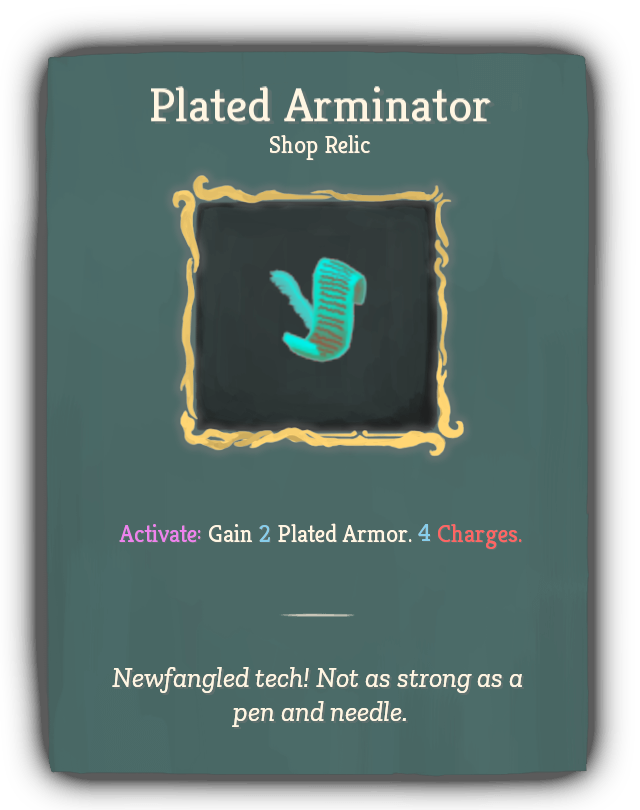 Plated Arminator
Shop Relic
Activate: Gain 2 Plated Armor. 4 Charges.
Newfangled tech! Not as strong as a
pen and needle.